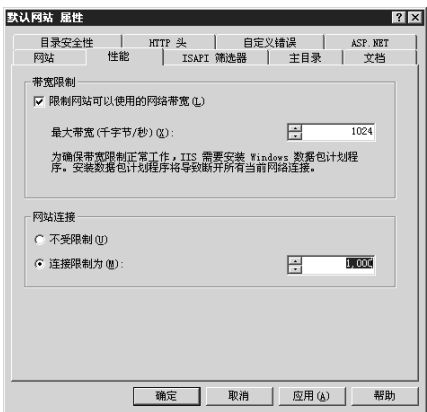 默认网站 属性
目录安全性 HTTP 头 自定义错误 ASP.NET
网站 性能 ISAPI 筛选器 主目录 文档
带宽限制
限制网站可以使用的网络带宽(L)
最大带宽(千字节/秒)(X): 1024
为确保带宽限制正常工作，IIS 需要安装 Windows 数据包计划程
序。安装数据包计划程序将导致断开所有当前网络连接。
网站连接
不受限制(U)
连接限制为(M): 1,000
确定 取消 应用(A) 帮助